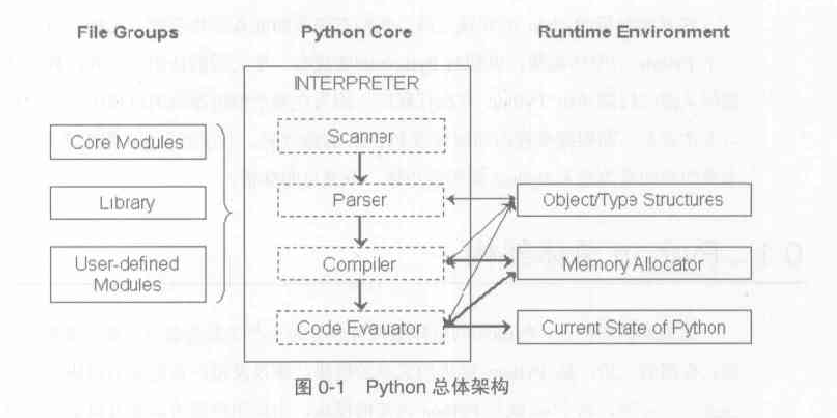 File Groups
Python Core
Runtime Environment
INTERPRETER
Core Modules
Library
User-defined
Modules
Scanner
Parser
Compiler
Code Evauator
Object/Type Structures
Memory Allocator
Current State of Python
图 0-1 Python 总体架构